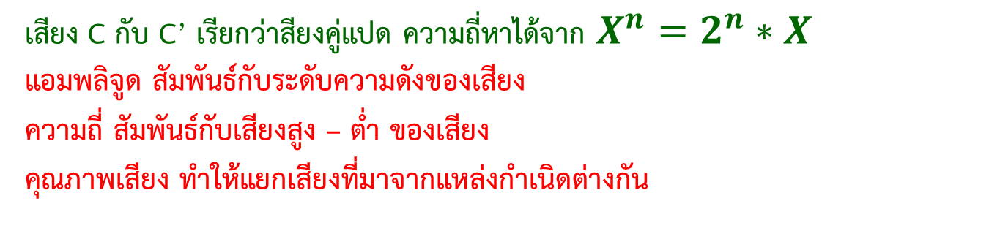 เสียง C กับ C’ เรียกว่าสียงคู่แปด ความถี่หาได้จาก Xⁿ = 2ⁿ ∗ X
แอมพลิจูด สัมพันธ์กับระดับความดังของเสียง
ความถี่ สัมพันธ์กับเสียงสูง – ต่ำ ของเสียง
คุณภาพเสียง ทำให้แยกเสียงที่มาจากแหล่งกำเนิดต่างกัน